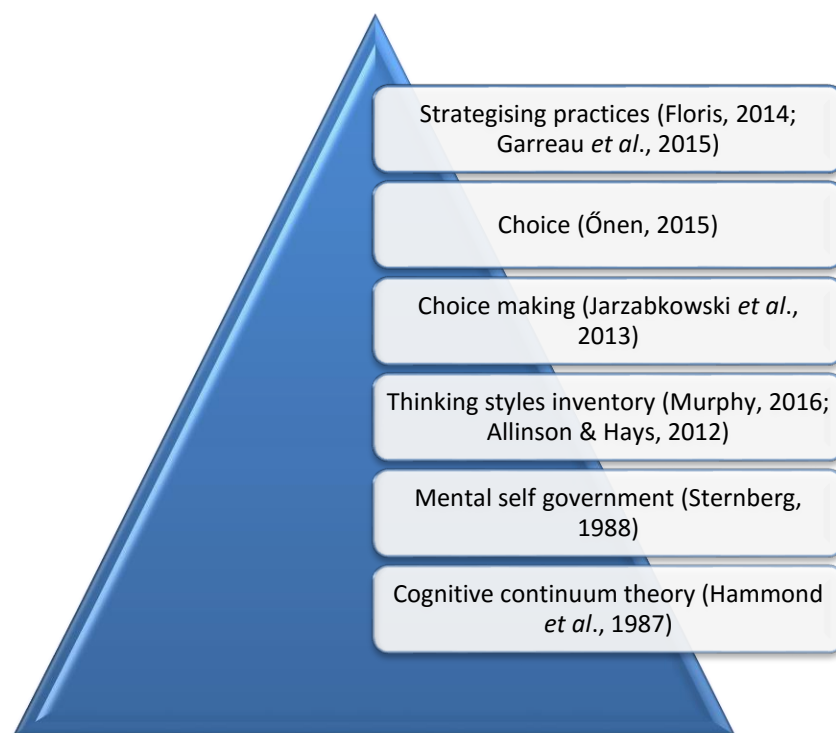 Strategising practices (Floris, 2014;
Garreau et al., 2015)
Choice (Őnen, 2015)
Choice making (Jarzabkowski et al.,
2013)
Thinking styles inventory (Murphy, 2016;
Allinson & Hays, 2012)
Mental self government (Sternberg,
1988)
Cognitive continuum theory (Hammond
et al., 1987)